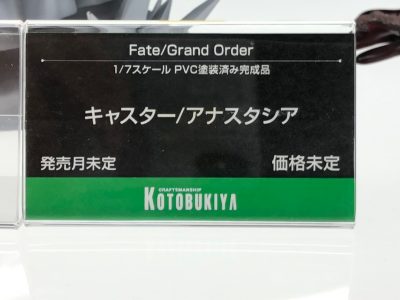 Fate/Grand Order
1/7スケール PVC塗装済み完成品
キャスター/アナスタシア
発売月未定 価格未定
CRAFTSMANSHIP
KOTOBUKIYA